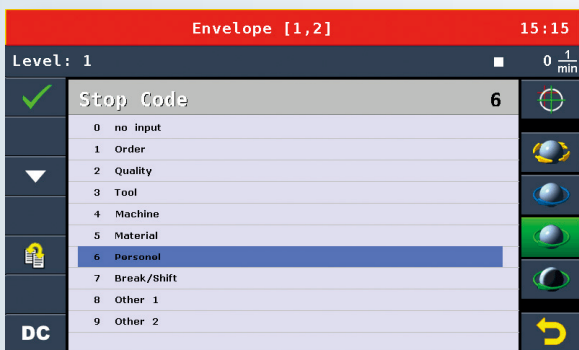 Envelope [1,2] 15:15
Level: 1 0 1/min
Stop Code 6
0 no input
1 Order
2 Quality
3 Tool
4 Machine
5 Material
6 Personel
7 Break/Shift
8 Other 1
9 Other 2
DC